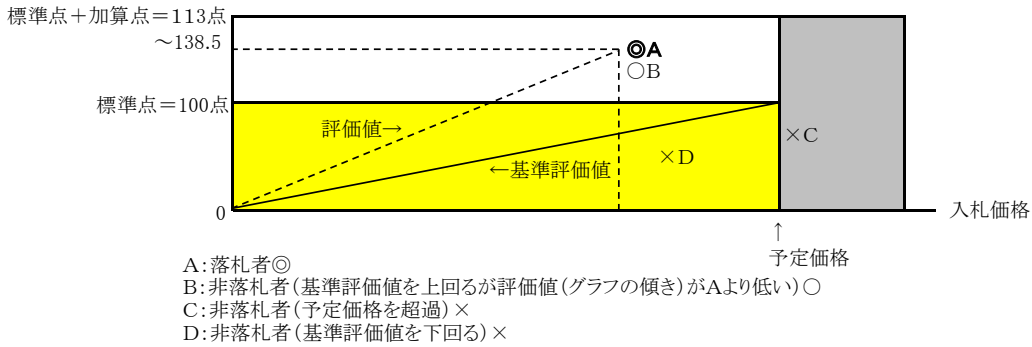 標準点＋加算点＝113点
～138.5
◎A
○B
標準点＝100点
評価値→
×C
×D
←基準評価値
0
入札価格
↑
予定価格
A：落札者◎
B：非落札者（基準評価値を上回るが評価値（グラフの傾き）がAより低い）○
C：非落札者（予定価格を超過）×
D：非落札者（基準評価値を下回る）×